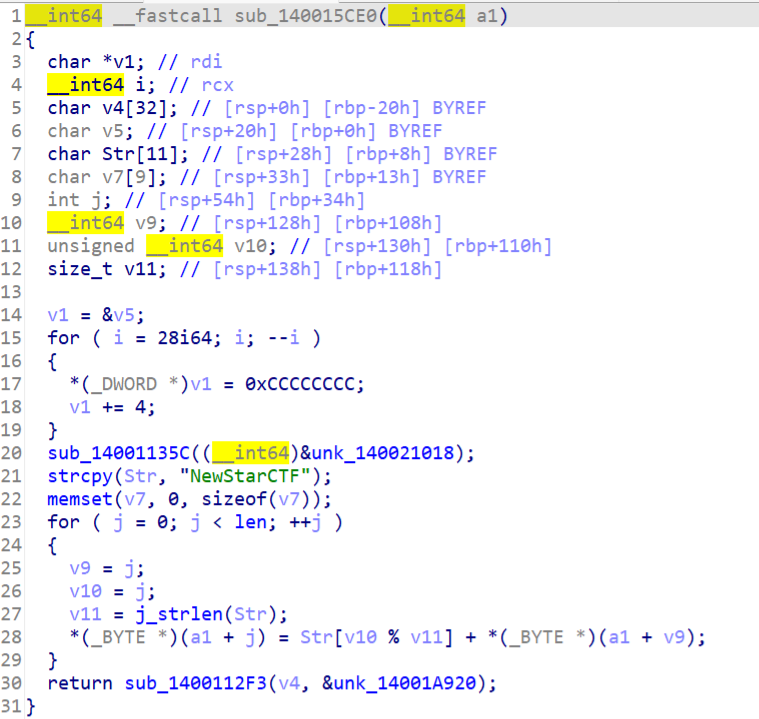 1 __int64 __fastcall sub_140015CE0(__int64 a1)
2 {
3   char *v1; // rdi
4   __int64 i; // rcx
5   char v4[32]; // [rsp+0h] [rbp-20h] BYREF
6   char v5; // [rsp+20h] [rbp+0h] BYREF
7   char Str[11]; // [rsp+28h] [rbp+8h] BYREF
8   char v7[9]; // [rsp+33h] [rbp+13h] BYREF
9   int j; // [rsp+54h] [rbp+34h]
10   __int64 v9; // [rsp+128h] [rbp+108h]
11   unsigned __int64 v10; // [rsp+130h] [rbp+110h]
12   size_t v11; // [rsp+138h] [rbp+118h]
13
14   v1 = &v5;
15   for ( i = 28i64; i; --i )
16   {
17     *(_DWORD *)v1 = 0xCCCCCCCC;
18     v1 += 4;
19   }
20   sub_14001135C((__int64)&unk_140021018);
21   strcpy(Str, "NewStarCTF");
22   memset(v7, 0, sizeof(v7));
23   for ( j = 0; j < len; ++j )
24   {
25     v9 = j;
26     v10 = j;
27     v11 = j_strlen(Str);
28     *(_BYTE *)(a1 + j) = Str[v10 % v11] + *(_BYTE *)(a1 + v9);
29   }
30   return sub_1400112F3(v4, &unk_14001A920);
31 }